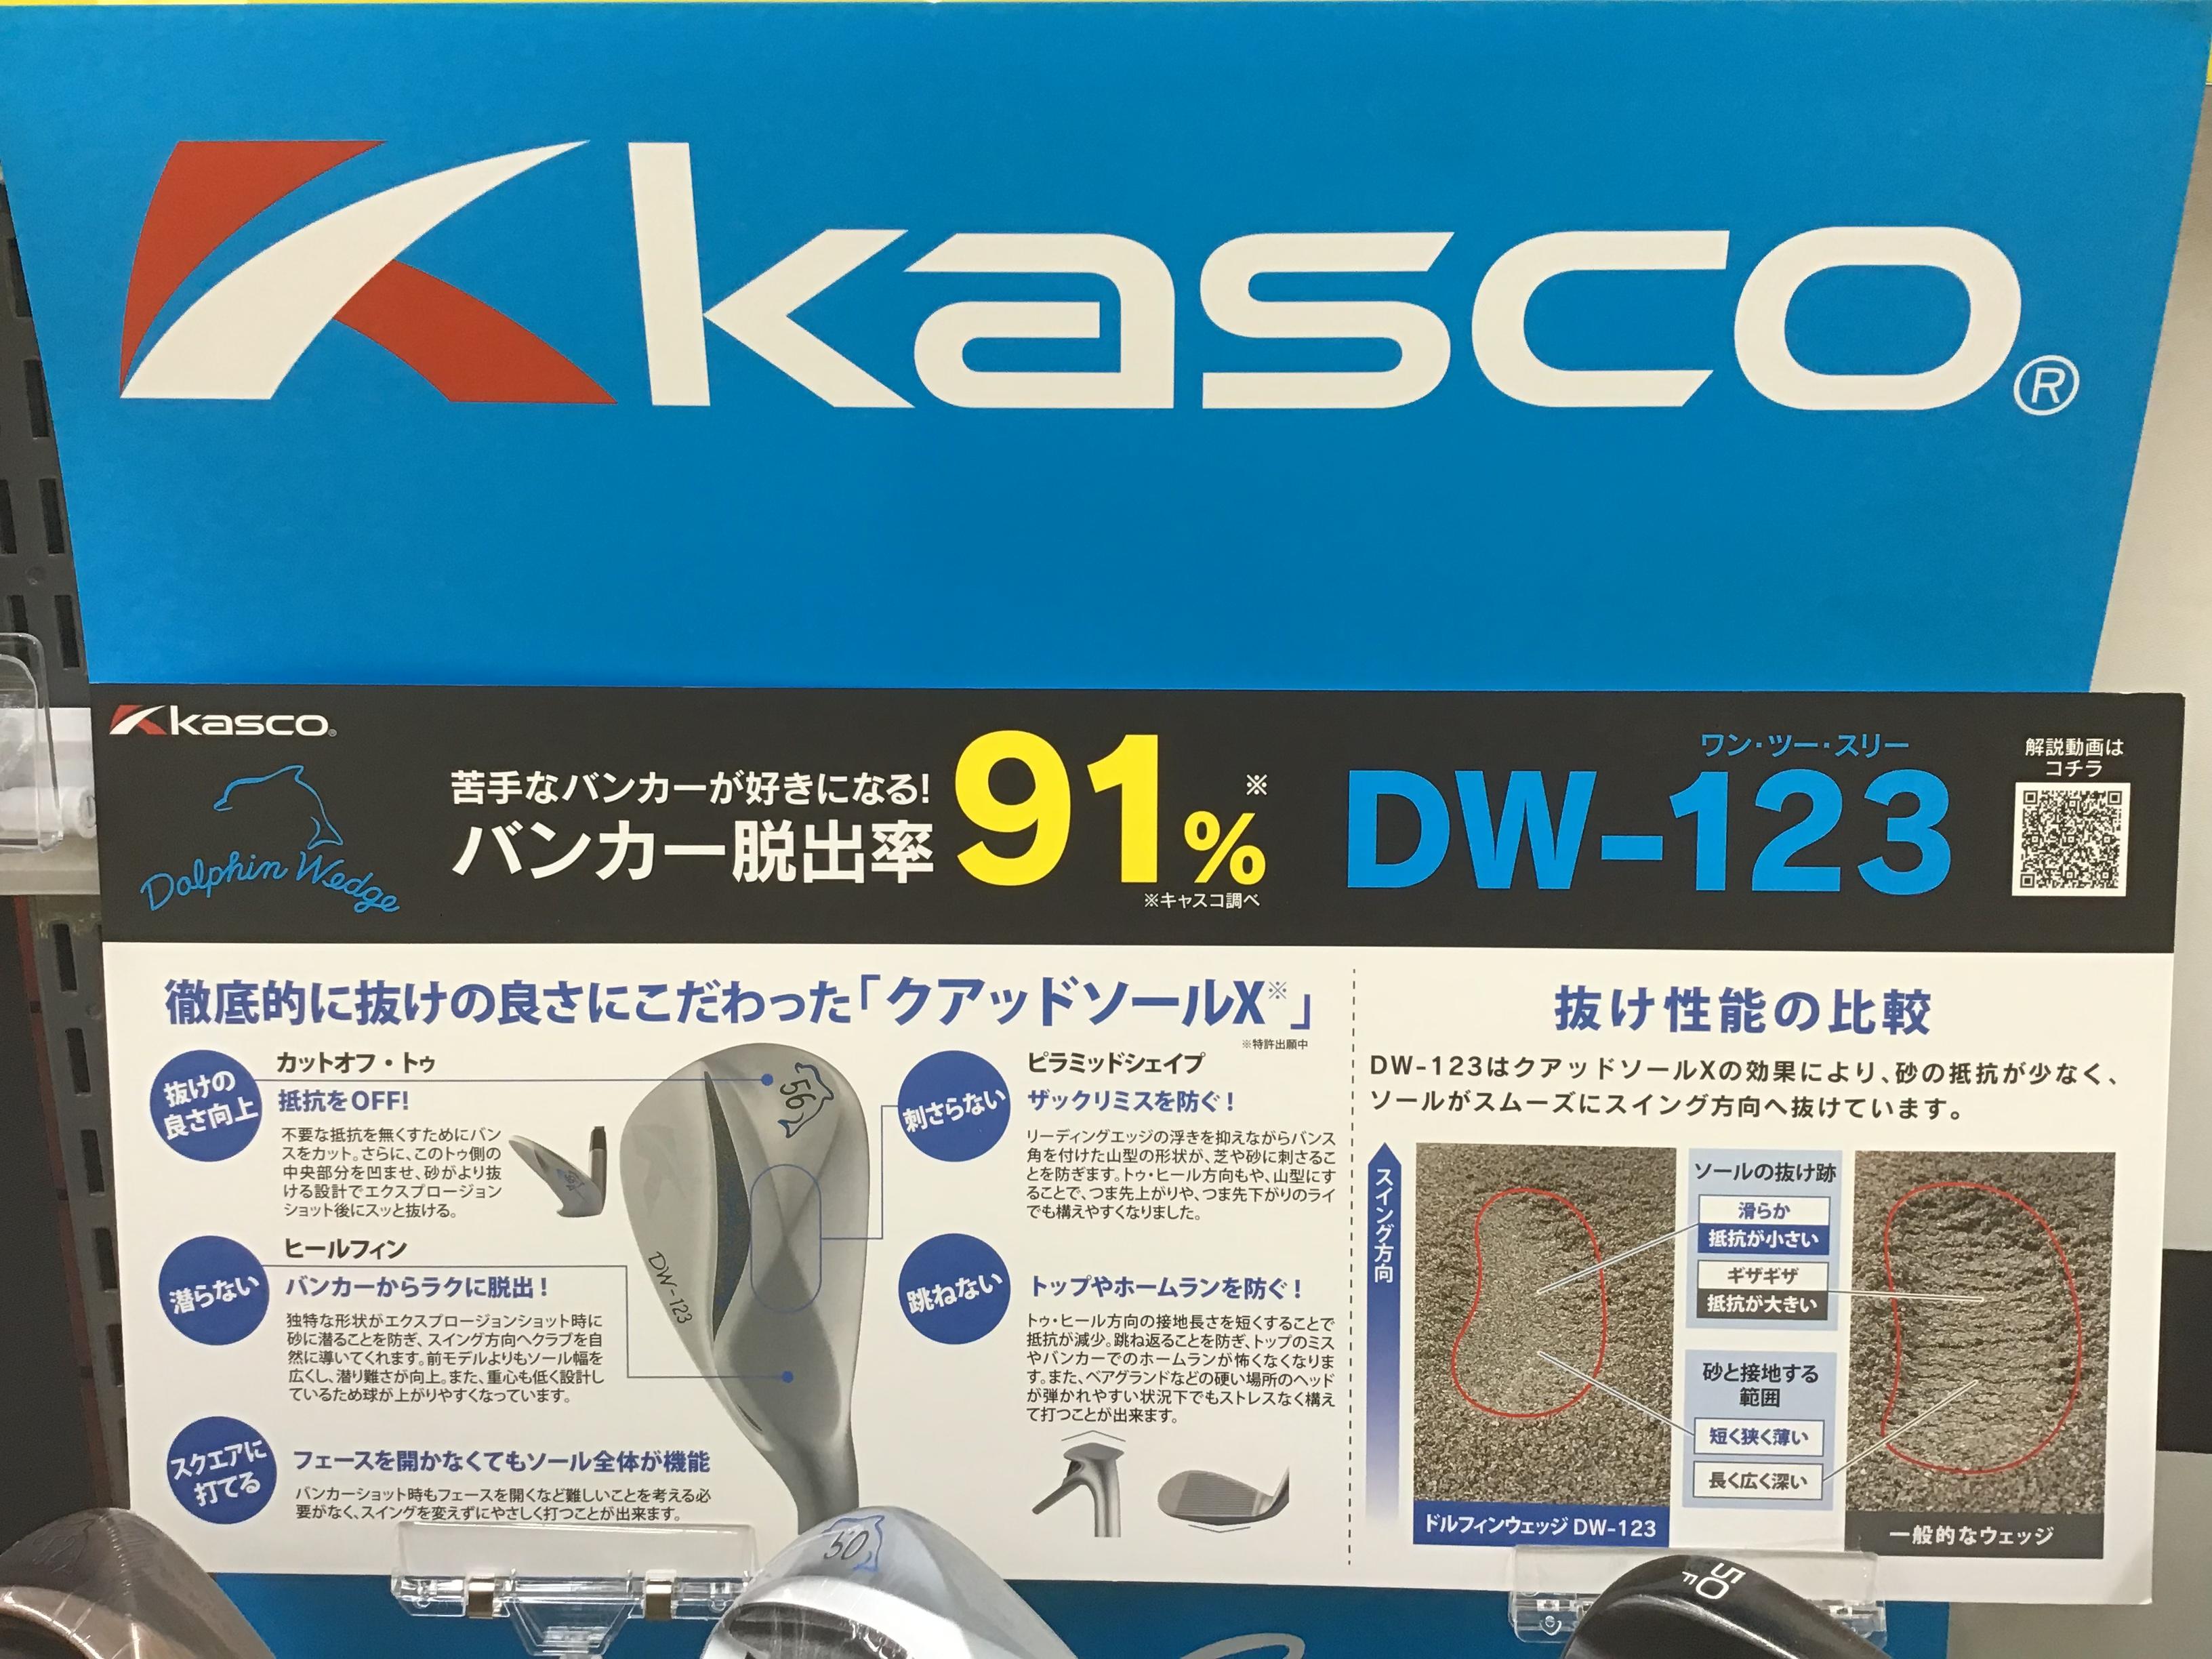 kasco®
kasco®
Dolphin Wedge
苦手なバンカーが好きになる!
バンカー脱出率91%※
※キャスコ調べ
ワン・ツー・スリー
DW-123
解説動画は
コチラ
徹底的に抜けの良さにこだわった「クアッドソールX※」
※特許出願中
抜けの
良さ向上
カットオフ・トゥ
抵抗をOFF!
不要な抵抗を無くすためにバン
スをカット。さらに、このトゥ側の
中央部分を凹ませ、砂がより抜
ける設計でエクスプロージョン
ショット後にスッと抜ける。
潜らない
ヒールフィン
バンカーからラクに脱出!
独特な形状がエクスプロージョンショット時に
砂に潜ることを防ぎ、スイング方向へクラブを自
然に導いてくれます。前モデルよりもソール幅を
広くし、潜り難さが向上。また、重心も低く設計し
ているため球が上がりやすくなっています。
スクエアに
打てる
フェースを開かなくてもソール全体が機能
バンカーショット時もフェースを開くなど難しいことを考える必
要がなく、スイングを変えずにやさしく打つことが出来ます。
56
DW-123
刺さらない
ピラミッドシェイプ
ザックリミスを防ぐ!
リーディングエッジの浮きを抑えながらバンス
角を付けた山型の形状が、芝や砂に刺さるこ
とを防ぎます。トゥ・ヒール方向もや、山型にす
ることで、つま先上がりや、つま先下がりのライ
でも構えやすくなりました。
跳ねない
トップやホームランを防ぐ!
トゥ・ヒール方向の接地長さを短くすることで
抵抗が減少。跳ね返ることを防ぎ、トップのミス
やバンカーでのホームランが怖くなくなりま
す。また、ベアグランドなどの硬い場所のヘッド
が弾かれやすい状況下でもストレスなく構え
て打つことが出来ます。
抜け性能の比較
DW-123はクアッドソールXの効果により、砂の抵抗が少なく、
ソールがスムーズにスイング方向へ抜けています。
スイング方向
ソールの抜け跡
滑らか
抵抗が小さい
ギザギザ
抵抗が大きい
砂と接地する
範囲
短く狭く薄い
長く広く深い
ドルフィンウェッジ DW-123
一般的なウェッジ
50
50
F